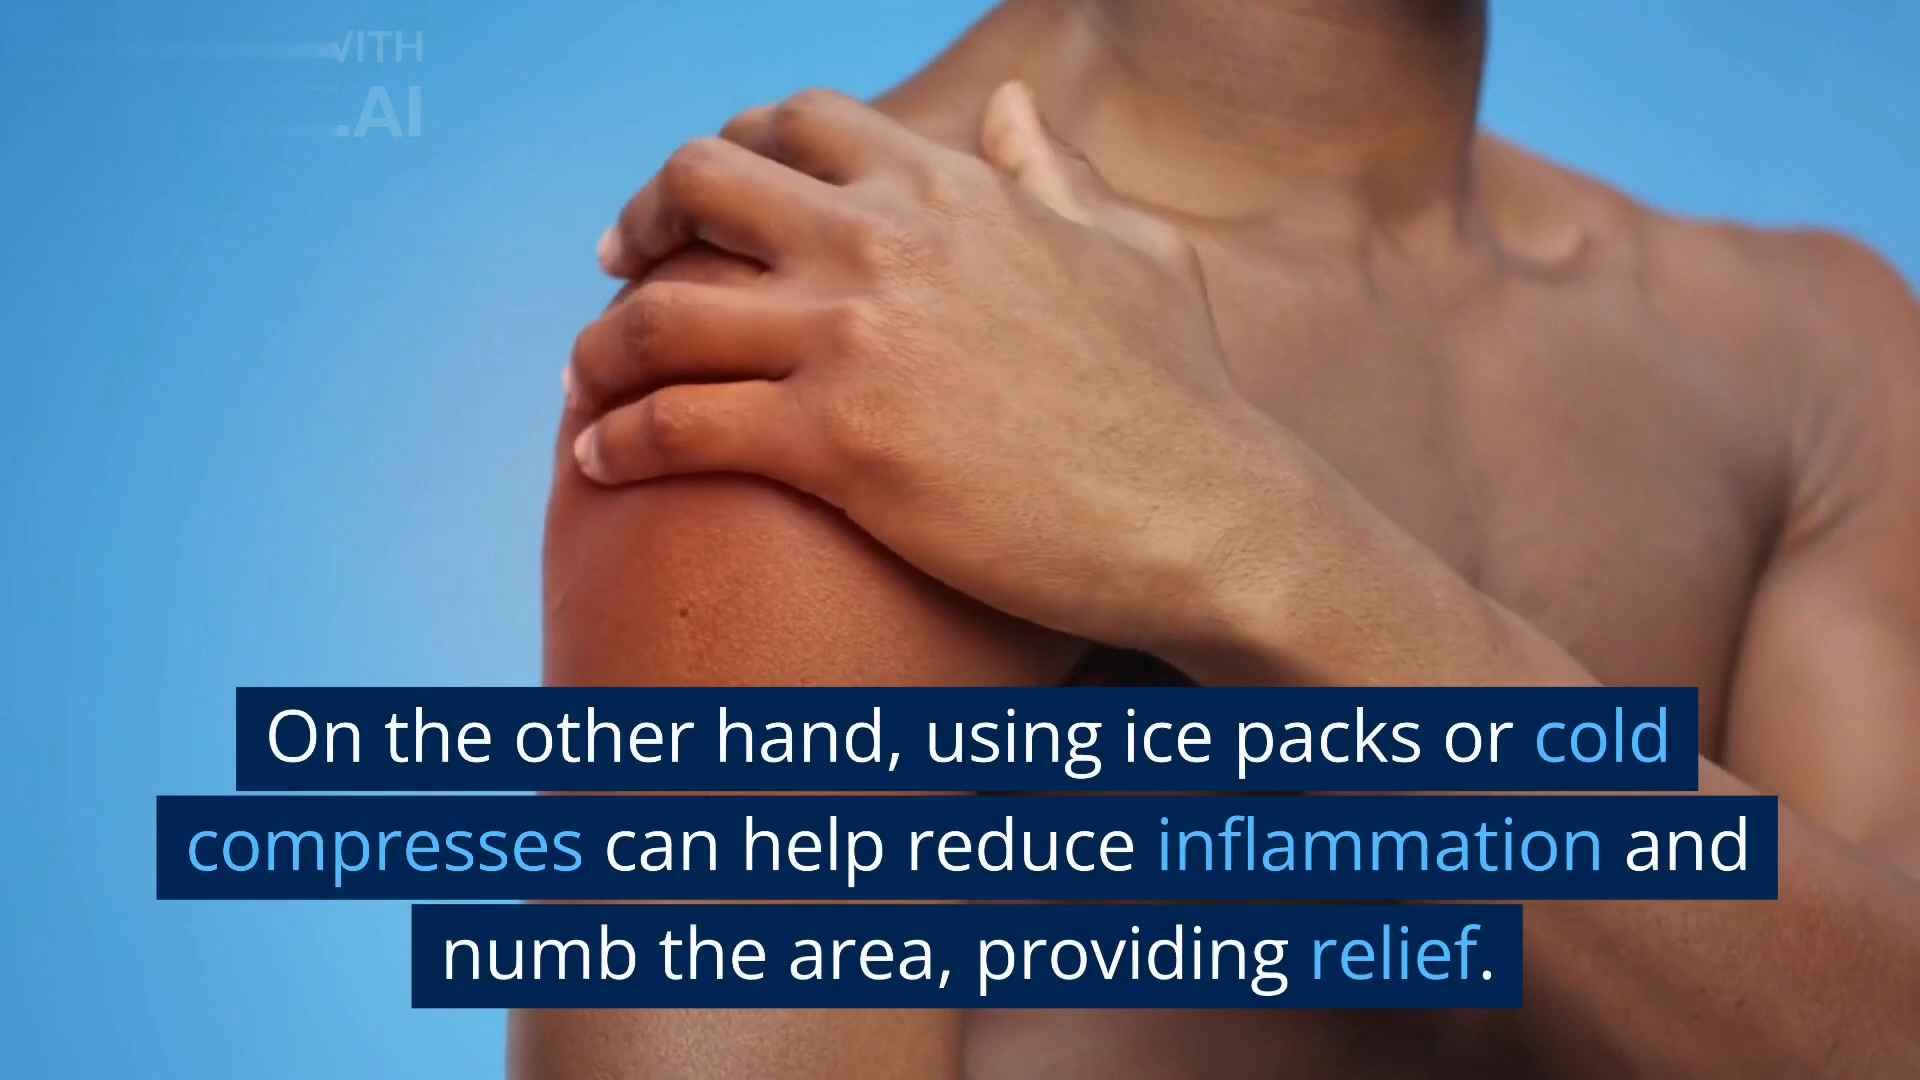 .AI
On the other hand, using ice packs or cold
compresses can help reduce inflammation and
numb the area, providing relief.